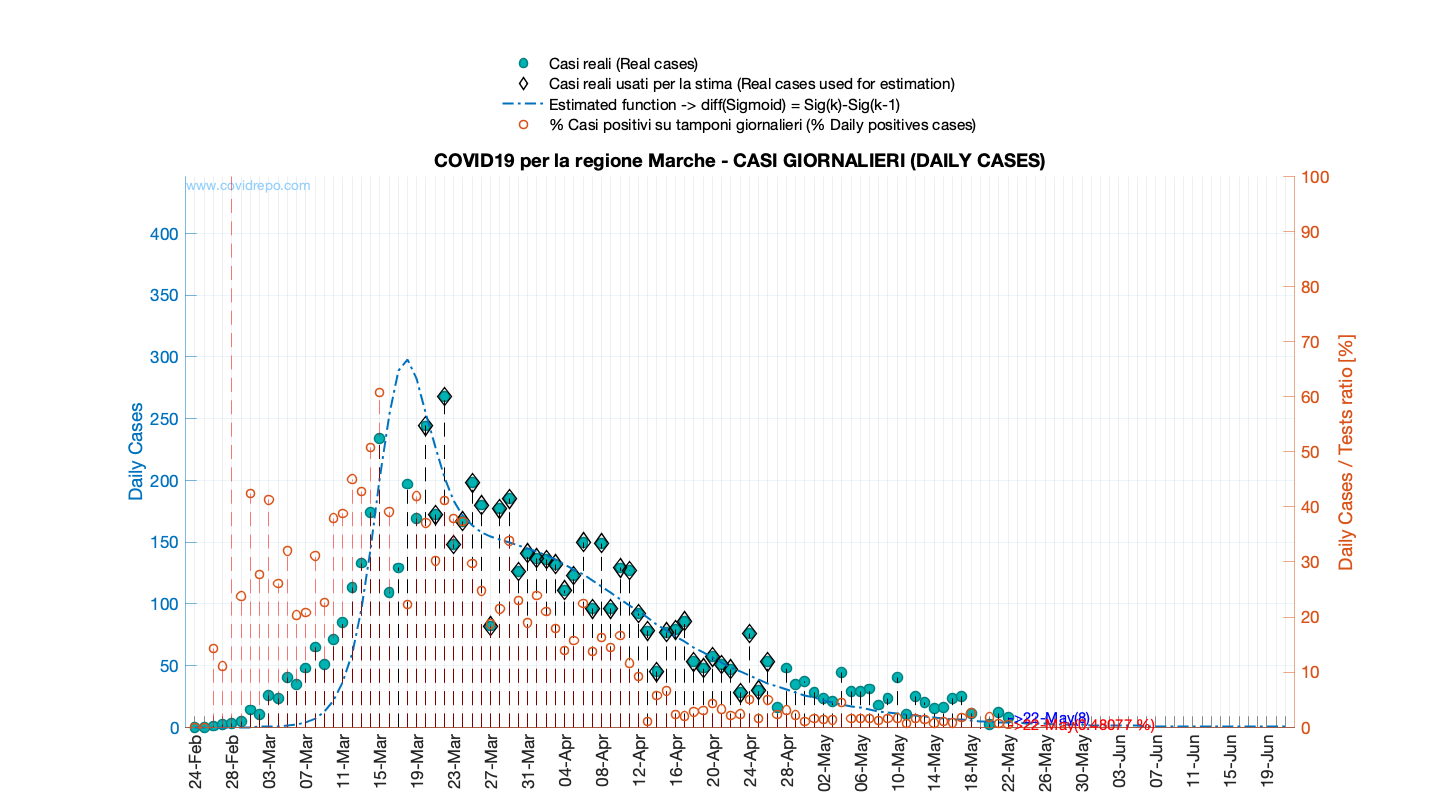 Casi reali (Real cases)
Casi reali usati per la stima (Real cases used for estimation)
Estimated function -> diff(Sigmoid) = Sig(k)-Sig(k-1)
% Casi positivi su tamponi giornalieri (% Daily positives cases)
COVID19 per la regione Marche - CASI GIORNALIERI (DAILY CASES)
www.covidrepo.com
Daily Cases
400
350
300
250
200
150
100
50
0
100
90
80
70
60
50
40
30
20
10
0
Daily Cases / Tests ratio [%]
->22-May(8)
->22-May(0.48077 %)
24-Feb
28-Feb
03-Mar
07-Mar
11-Mar
15-Mar
19-Mar
23-Mar
27-Mar
31-Mar
04-Apr
08-Apr
12-Apr
16-Apr
20-Apr
24-Apr
28-Apr
02-May
06-May
10-May
14-May
18-May
22-May
26-May
30-May
03-Jun
07-Jun
11-Jun
15-Jun
19-Jun